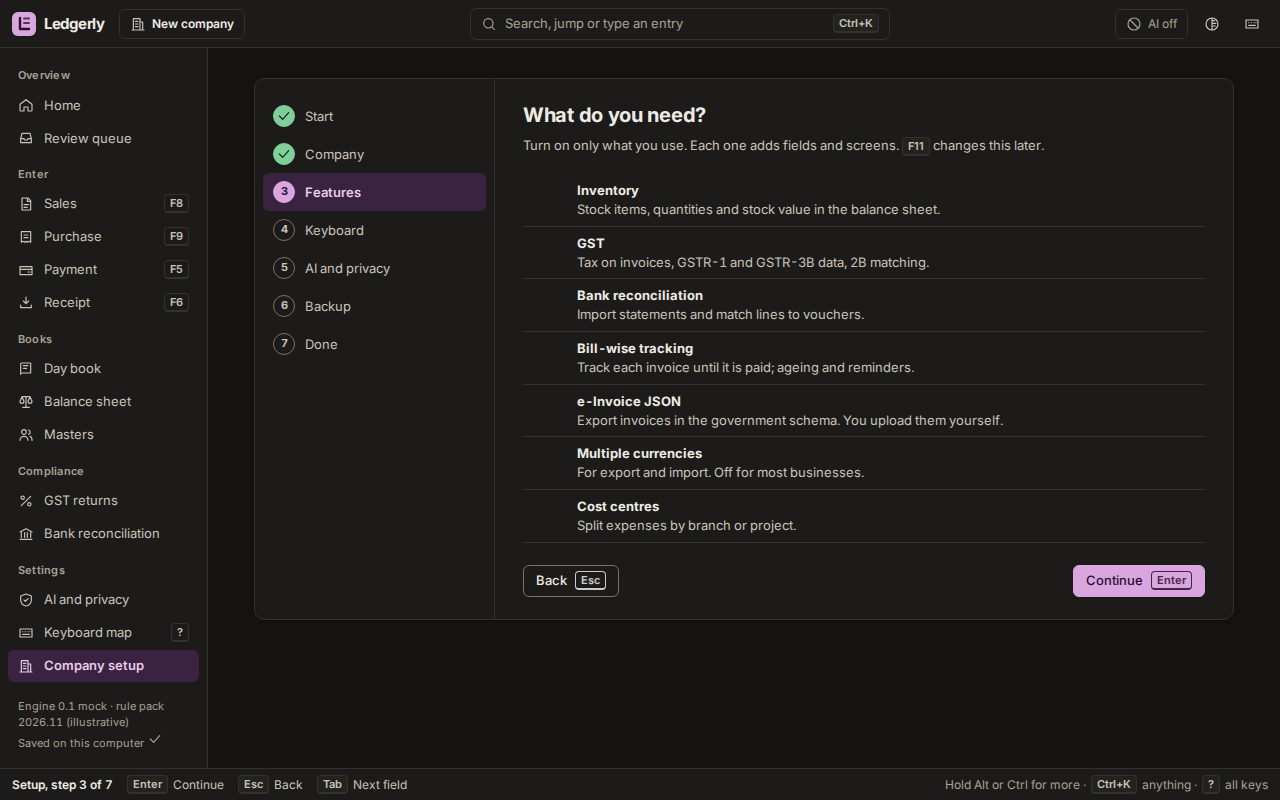 Ledgerly
New company
Search, jump or type an entry
Ctrl+K
AI off
Overview
Home
Review queue
Enter
Sales F8
Purchase F9
Payment F5
Receipt F6
Books
Day book
Balance sheet
Masters
Compliance
GST returns
Bank reconciliation
Settings
AI and privacy
Keyboard map ?
Company setup
Engine 0.1 mock · rule pack
2026.11 (illustrative)
Saved on this computer
Start
Company
3 Features
4 Keyboard
5 AI and privacy
6 Backup
7 Done
What do you need?
Turn on only what you use. Each one adds fields and screens. F11 changes this later.
Inventory
Stock items, quantities and stock value in the balance sheet.
GST
Tax on invoices, GSTR-1 and GSTR-3B data, 2B matching.
Bank reconciliation
Import statements and match lines to vouchers.
Bill-wise tracking
Track each invoice until it is paid; ageing and reminders.
e-Invoice JSON
Export invoices in the government schema. You upload them yourself.
Multiple currencies
For export and import. Off for most businesses.
Cost centres
Split expenses by branch or project.
Back Esc
Continue Enter
Setup, step 3 of 7 Enter Continue Esc Back Tab Next field
Hold Alt or Ctrl for more · Ctrl+K anything · ? all keys